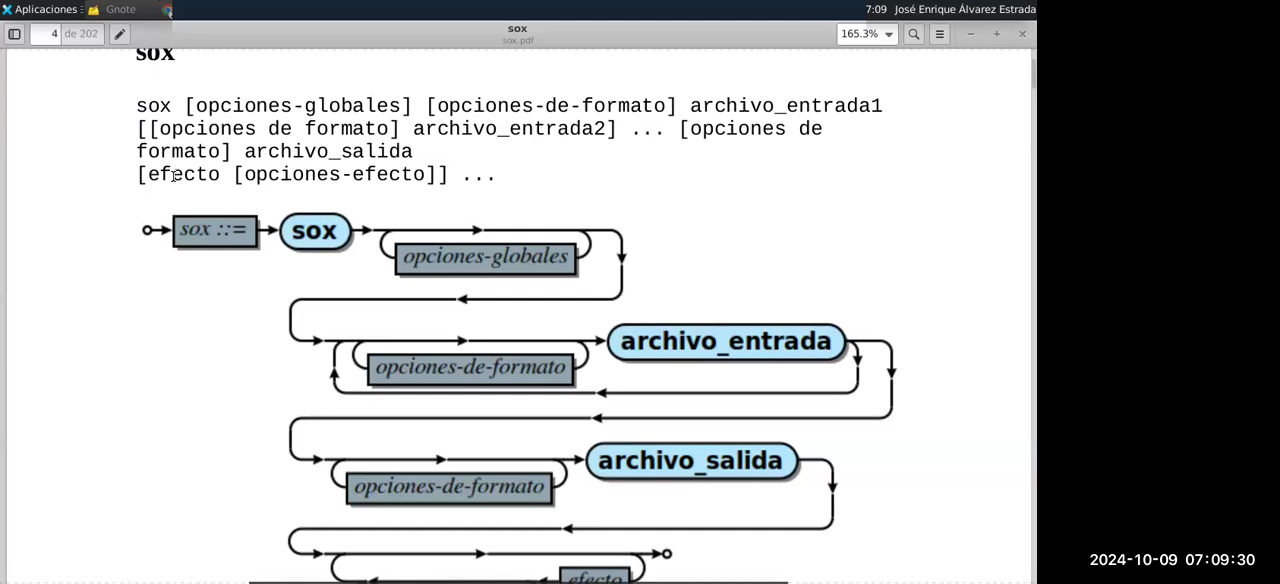 Aplicaciones : Gnote 7:09 José Enrique Álvarez Estrada
4 de 202 sox 165.3%
sox.pdf
sox
sox [opciones-globales] [opciones-de-formato] archivo_entrada1
[[opciones de formato] archivo_entrada2] ... [opciones de
formato] archivo_salida
[efecto [opciones-efecto]] ...
sox ::= sox
opciones-globales
archivo_entrada
opciones-de-formato
archivo_salida
opciones-de-formato
efecto
2024-10-09 07:09:30